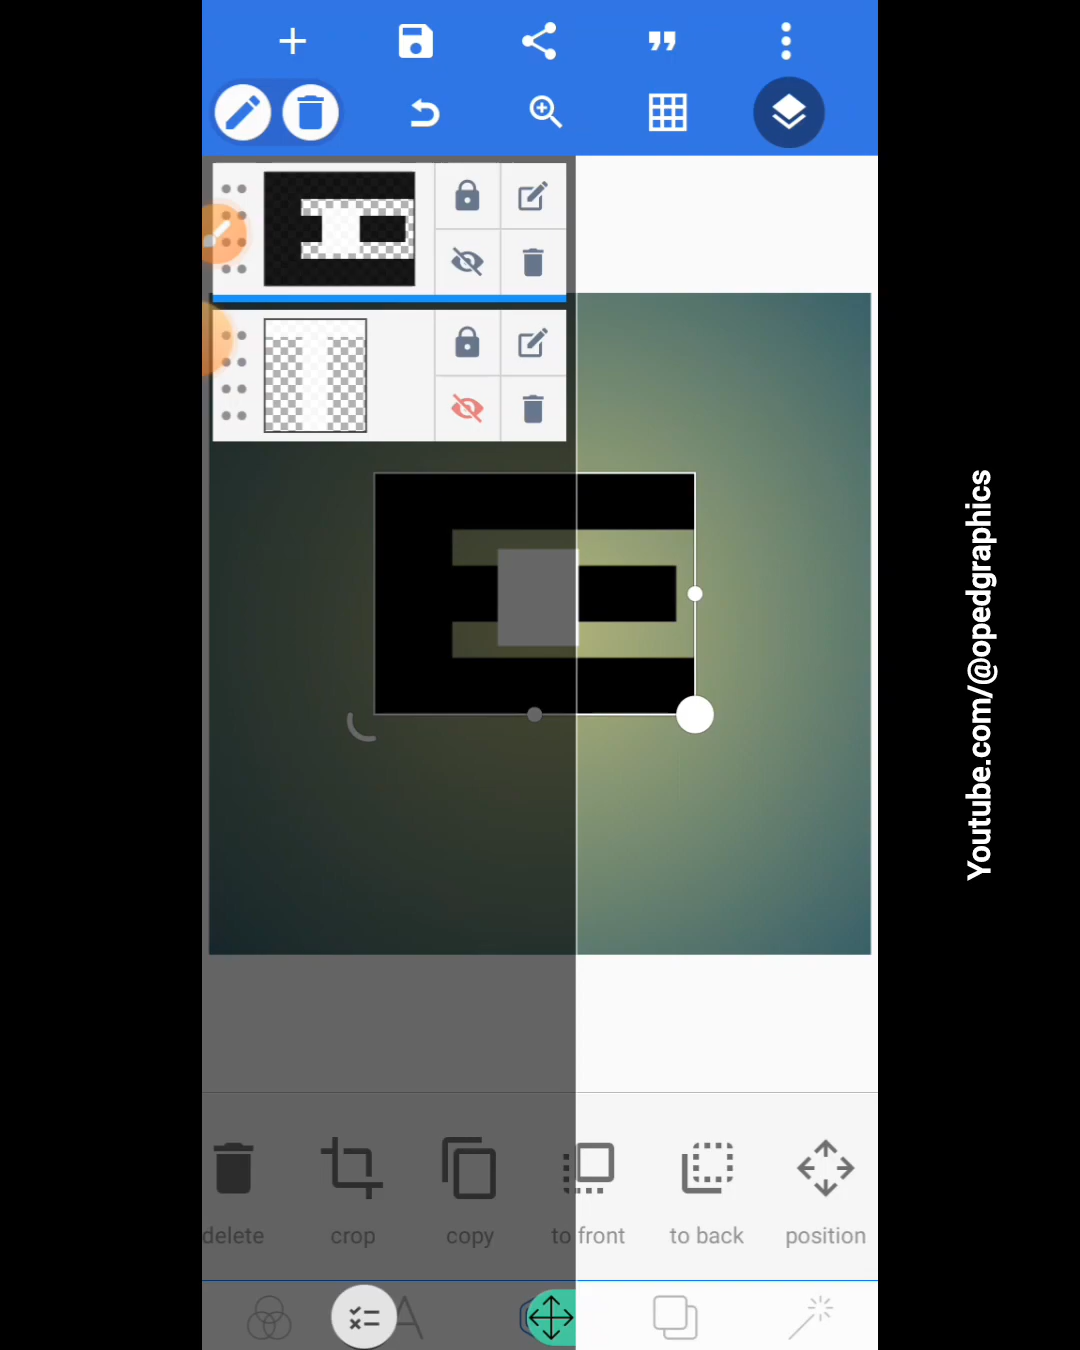 Youtube.com/@opedgraphics
delete
crop
copy
to front
to back
position